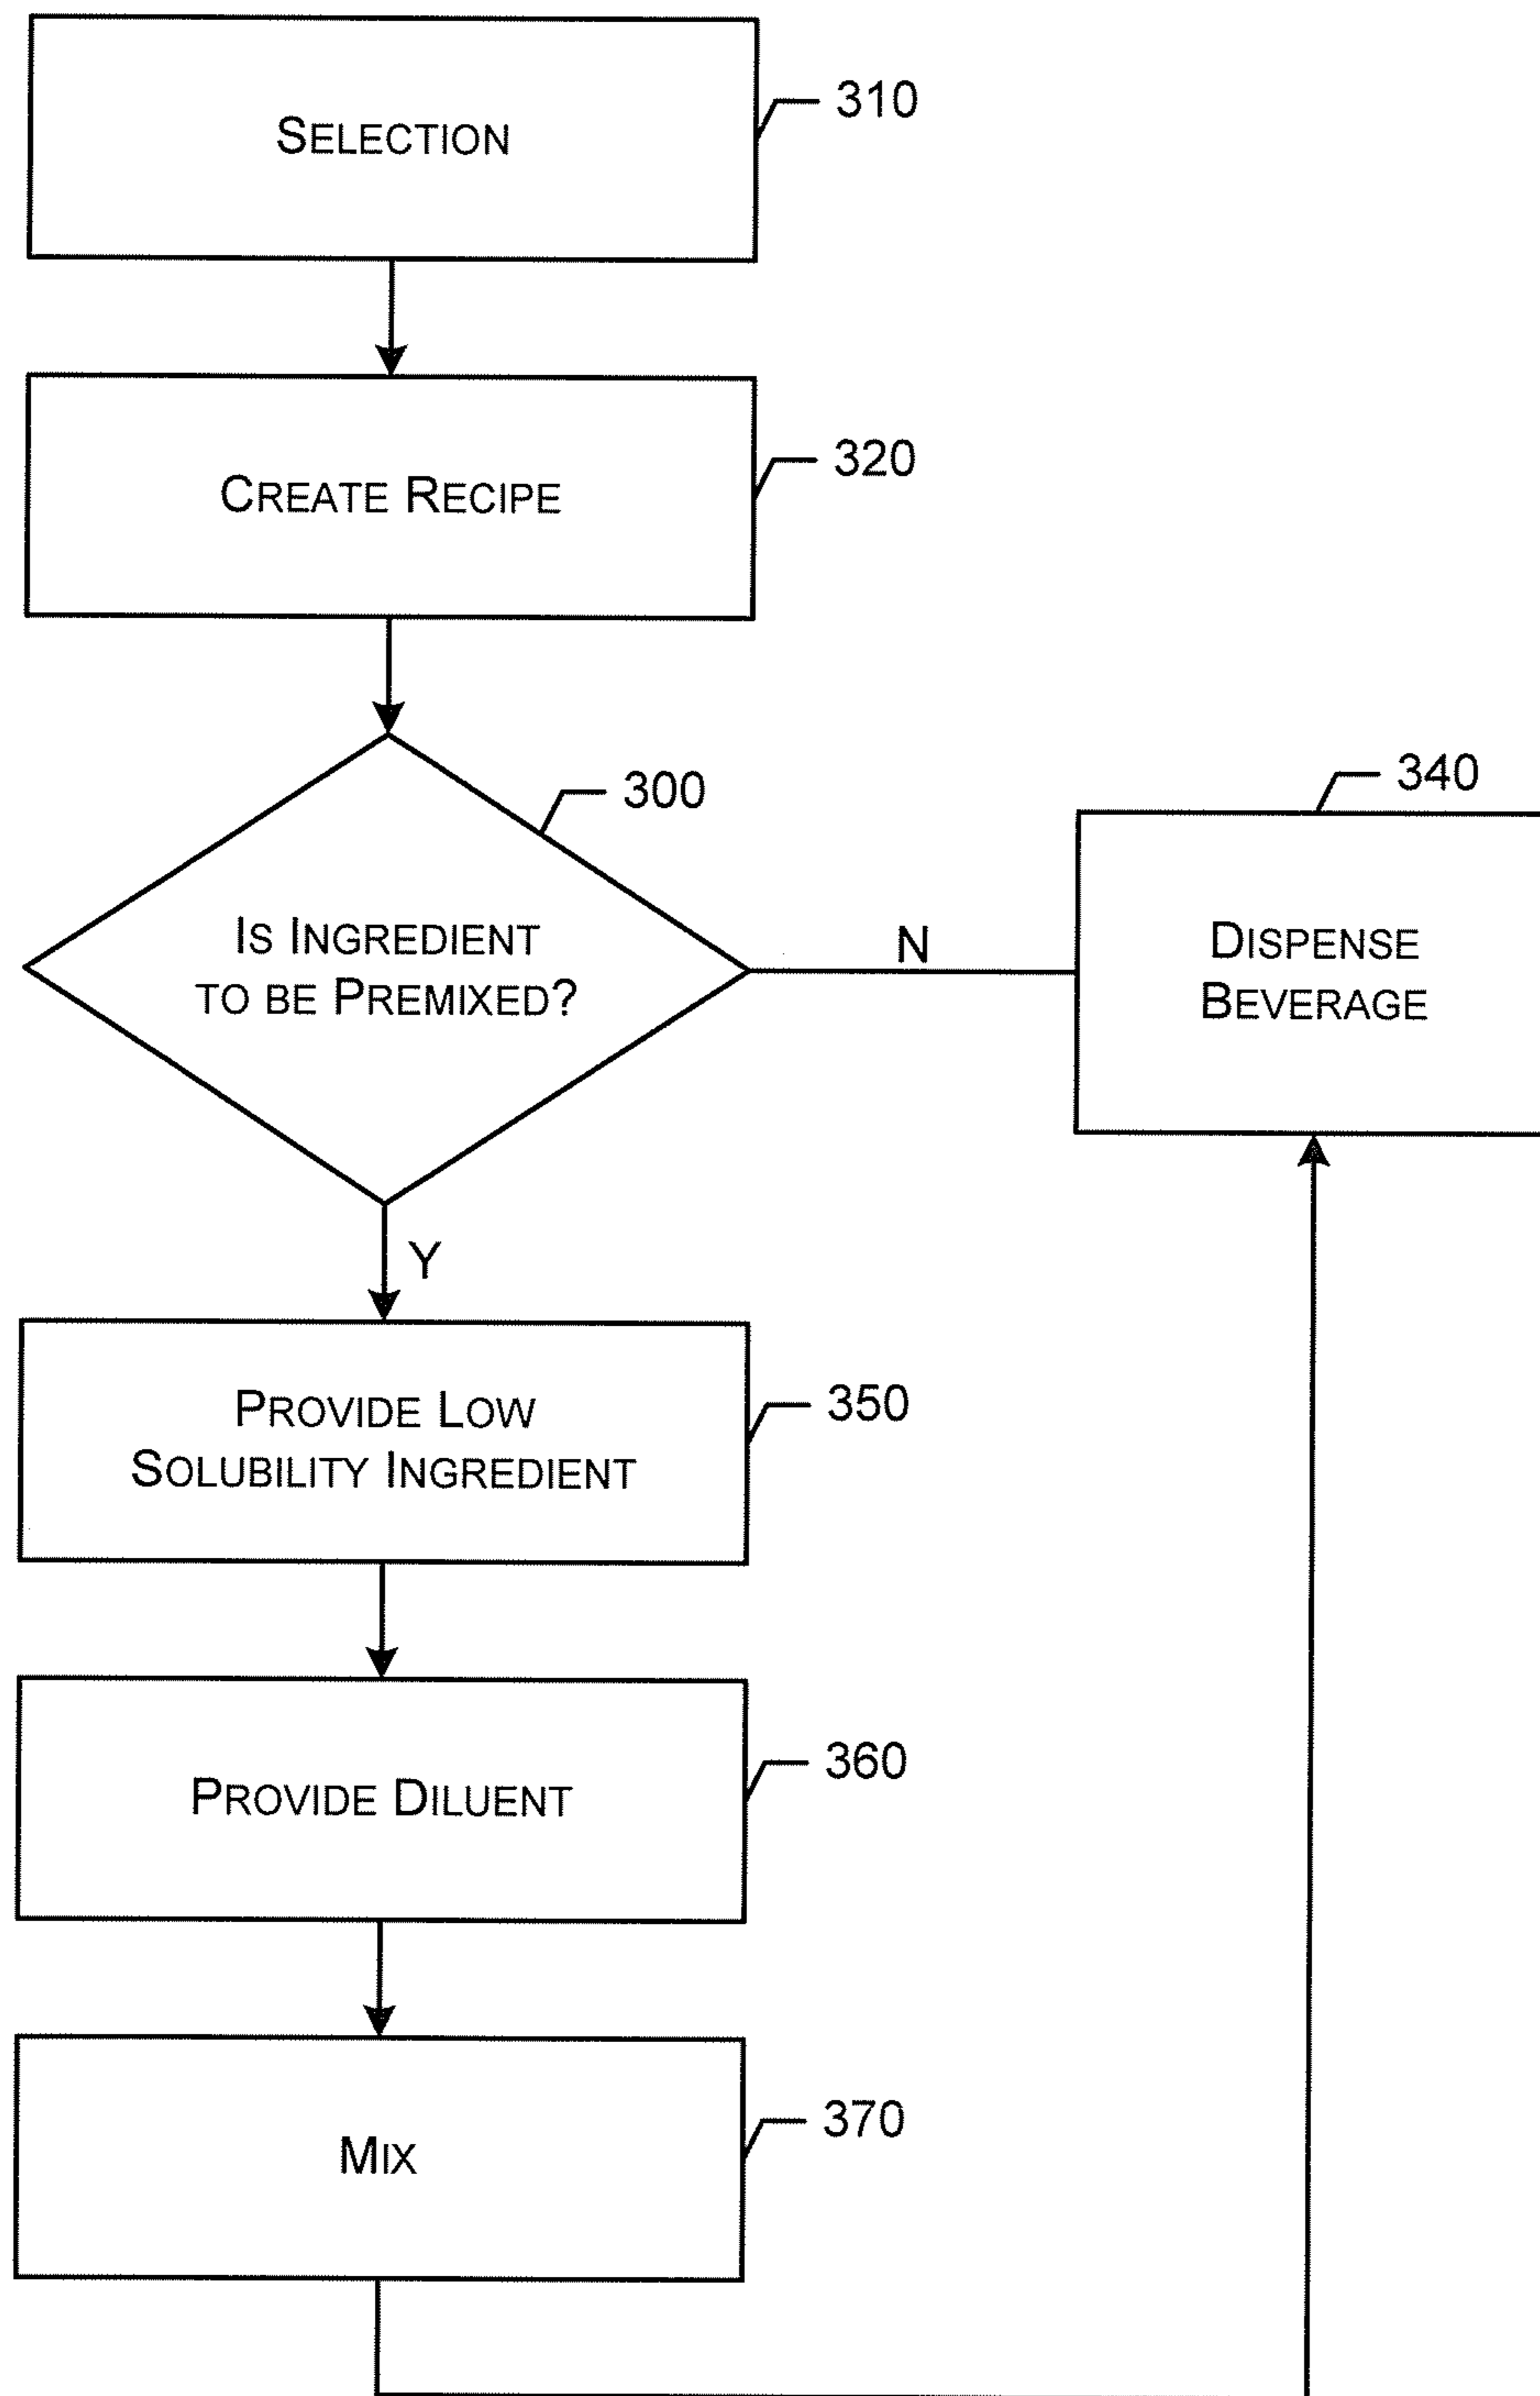 SELECTION
310
CREATE RECIPE
320
300
IS INGREDIENT
TO BE PREMIXED?
N
340
DISPENSE
BEVERAGE
Y
PROVIDE LOW
SOLUBILITY INGREDIENT
350
PROVIDE DILUENT
360
MIX
370